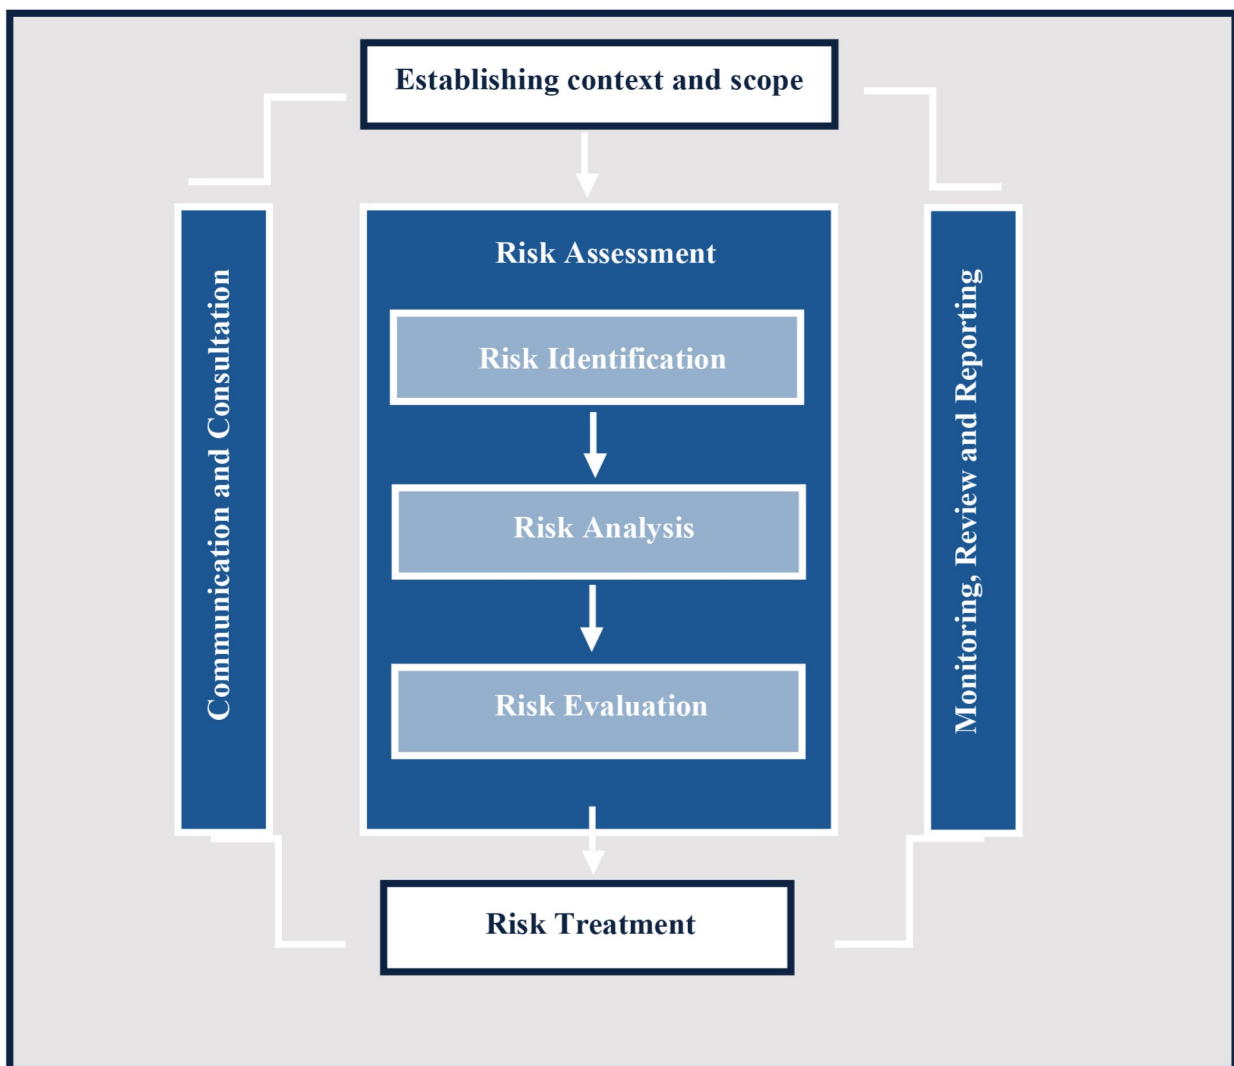 Establishing context and scope
Communication and Consultation
Risk Assessment
Risk Identification
Risk Analysis
Risk Evaluation
Monitoring, Review and Reporting
Risk Treatment